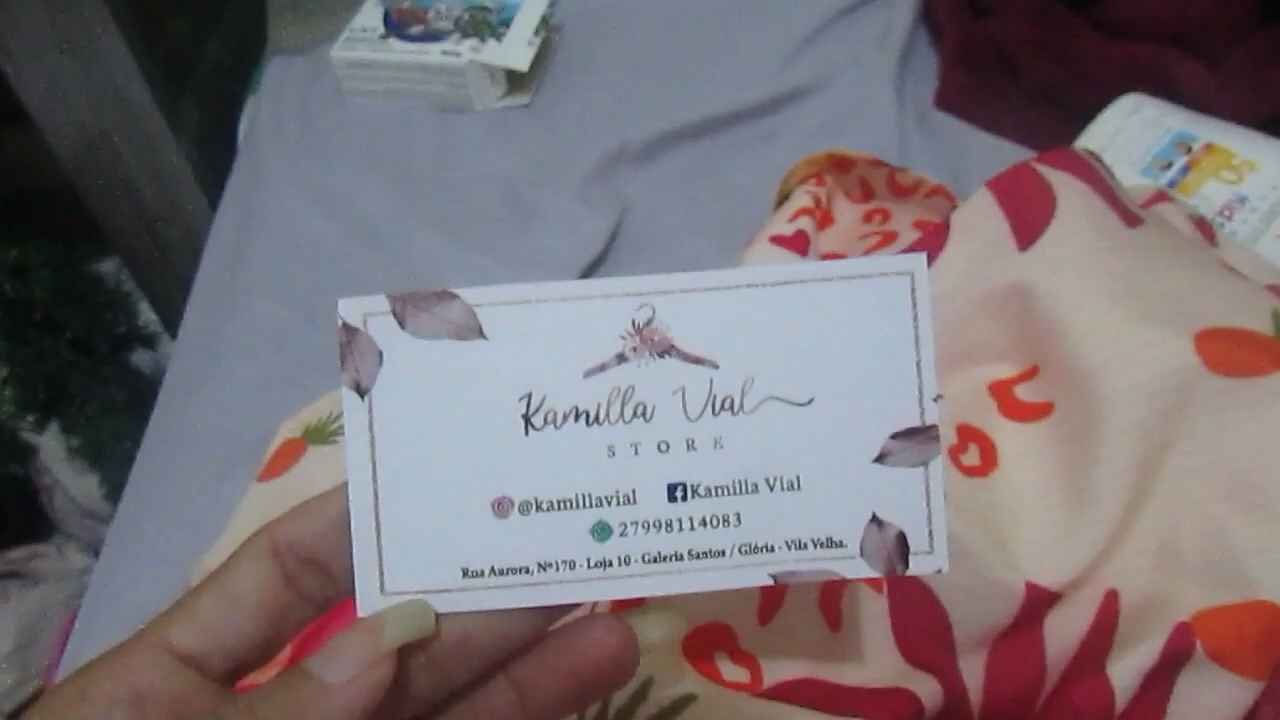 Kamilla Vial
STORE
@kamillavial Kamilla Vial
27998114083
Rua Aurora, Nº170 - Loja 10 - Galeria Santos / Glória - Vila Velha.